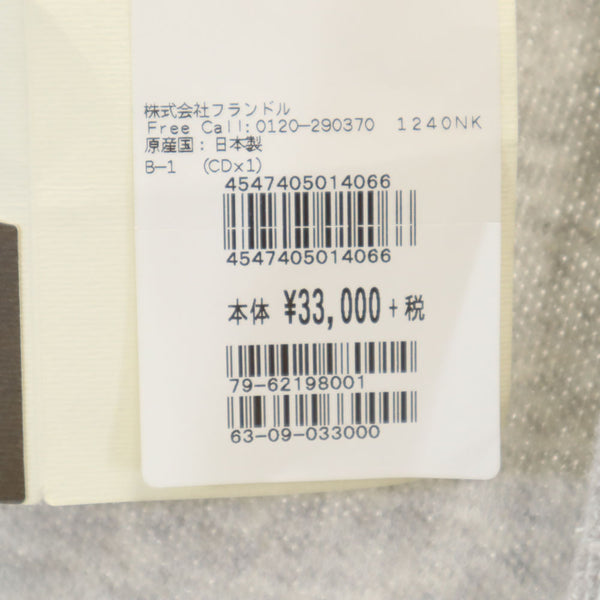 株式会社フランドル
Free Call:0120-290370 1240NK
原産国:日本製
B-1 (CDx1)
4547405014066
4547405014066
本体 ¥33,000+税
79-62198001
63-09-033000